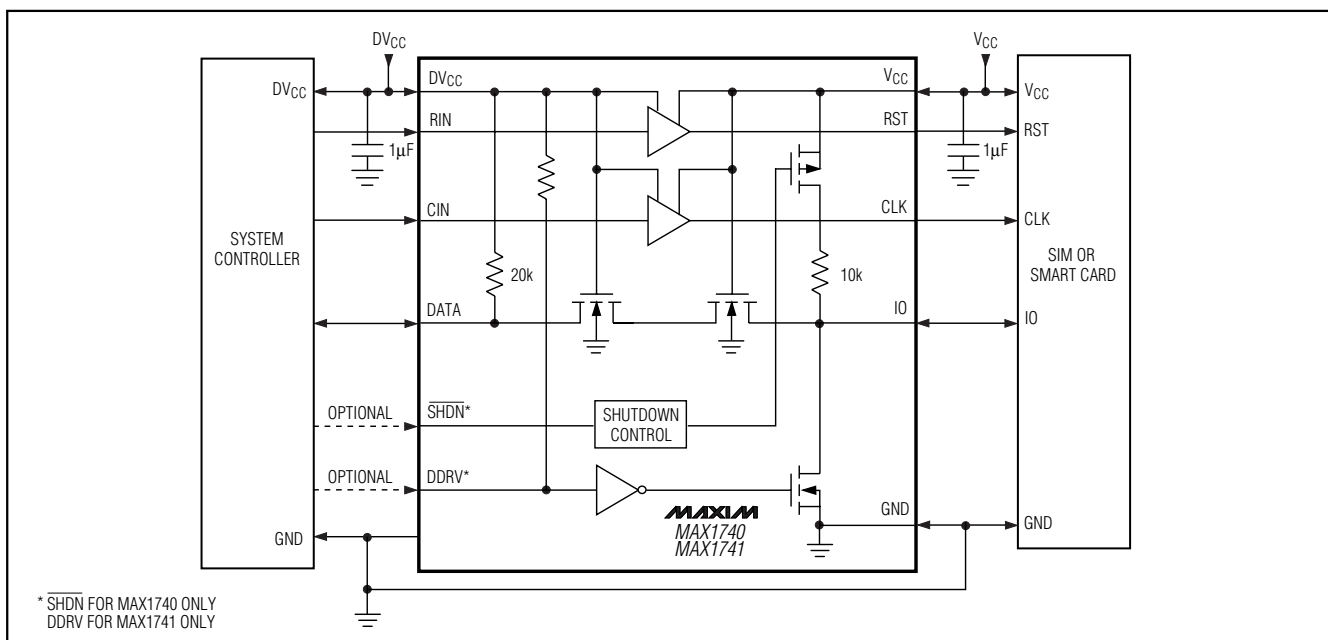 DVCC
VCC
DVCC
DVCC
VCC
VCC
RIN
RST
RST
1µF
1µF
CIN
CLK
CLK
SYSTEM
CONTROLLER
SIM OR
SMART CARD
20k
10k
DATA
IO
IO
OPTIONAL
SHDN*
SHUTDOWN
CONTROL
OPTIONAL
DDRV*
MAXIM
MAX1740
MAX1741
GND
GND
GND
* SHDN FOR MAX1740 ONLY
DDRV FOR MAX1741 ONLY